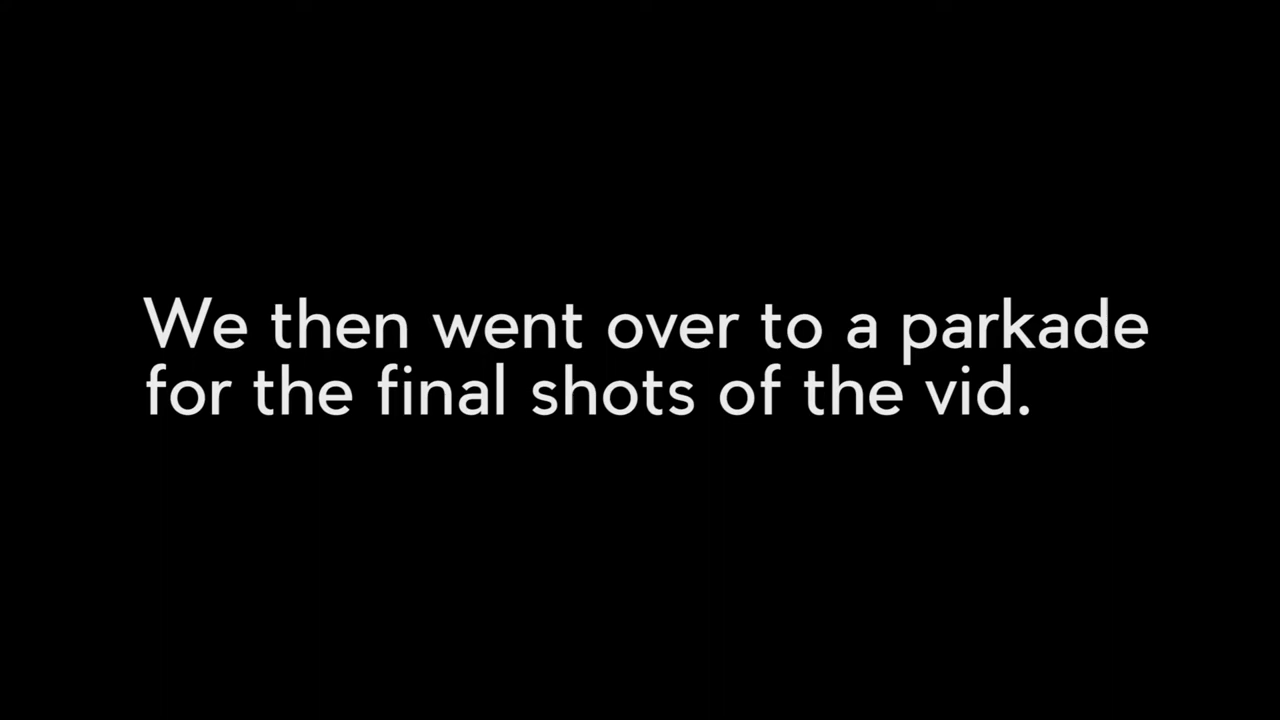 We then went over to a parkade
for the final shots of the vid.